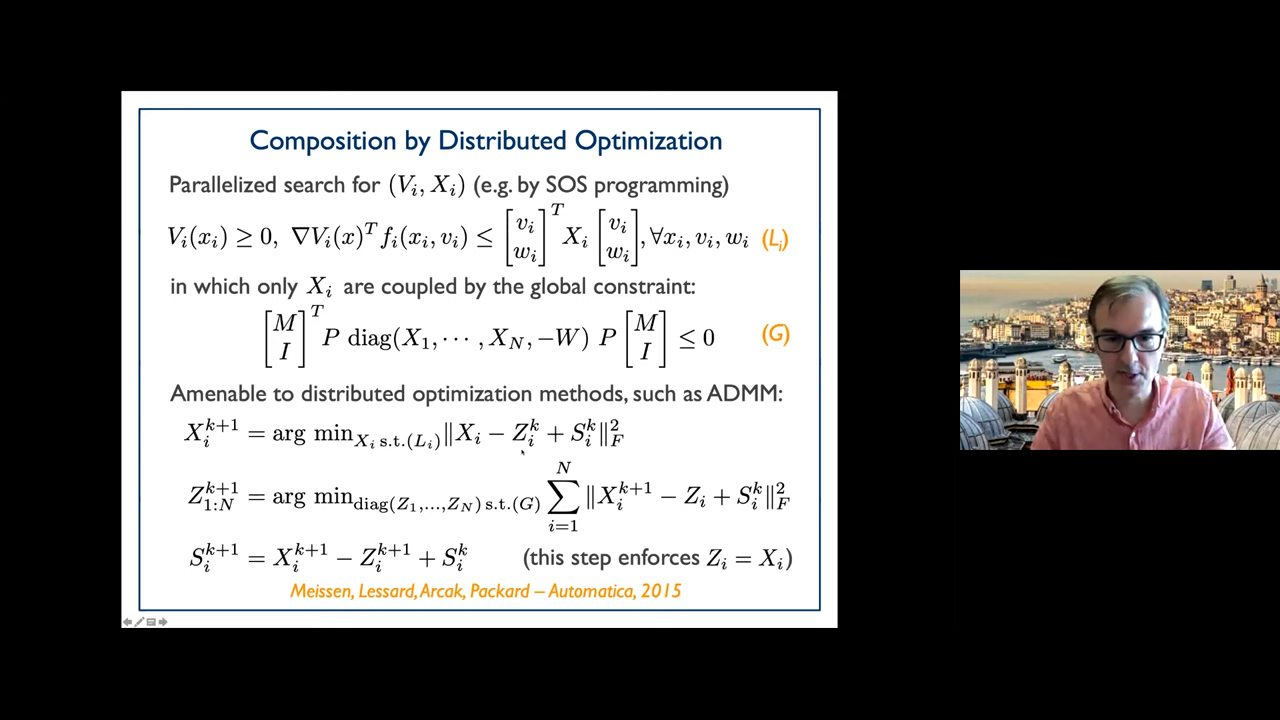 Composition by Distributed Optimization
Parallelized search for (V_i, X_i) (e.g. by SOS programming)
V_i(x_i) ≥ 0, ∇V_i(x)^T f_i(x_i, v_i) ≤ [v_i; w_i]^T X_i [v_i; w_i], ∀x_i, v_i, w_i (L_i)
in which only X_i are coupled by the global constraint:
[M; I]^T P diag(X_1, ⋯, X_N, −W) P [M; I] ≤ 0 (G)
Amenable to distributed optimization methods, such as ADMM:
X_i^{k+1} = arg min_{X_i s.t.(L_i)} ‖X_i − Z_i^k + S_i^k‖_F^2
Z_{1:N}^{k+1} = arg min_{diag(Z_1,…,Z_N) s.t.(G)} ∑_{i=1}^N ‖X_i^{k+1} − Z_i + S_i^k‖_F^2
S_i^{k+1} = X_i^{k+1} − Z_i^{k+1} + S_i^k (this step enforces Z_i = X_i)
Meissen, Lessard, Arcak, Packard – Automatica, 2015